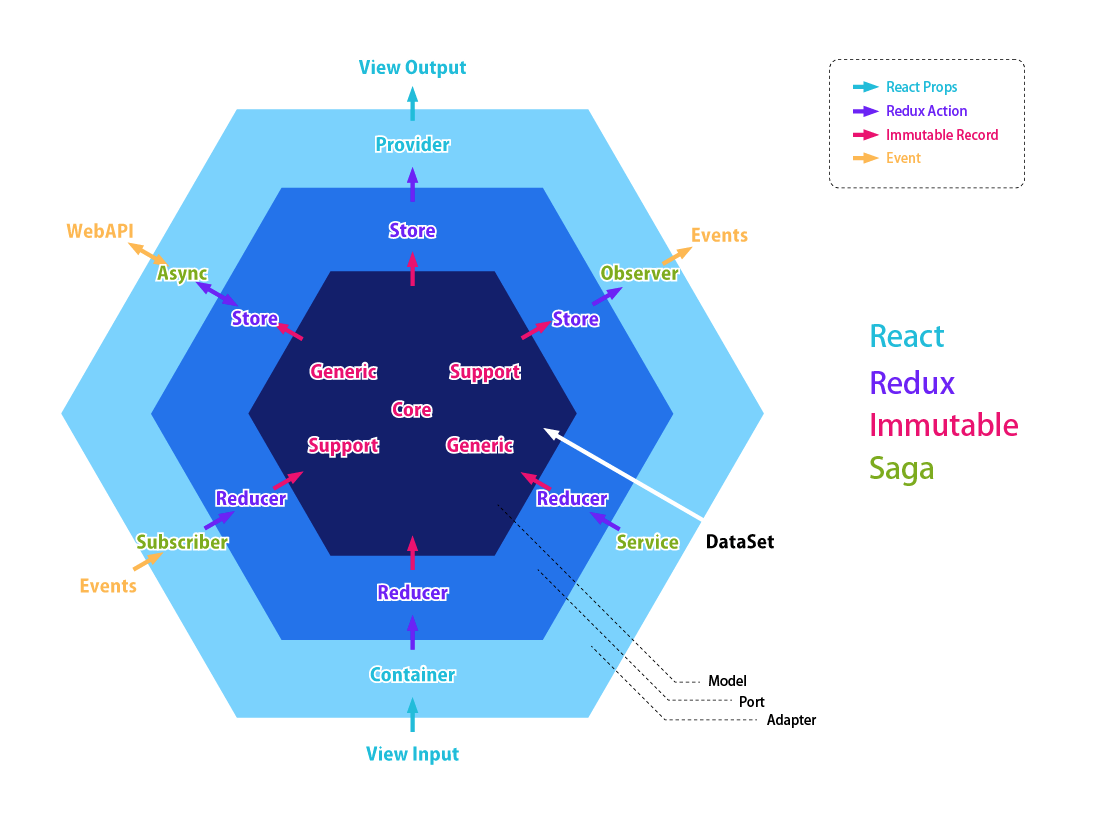 View Output
React Props
Redux Action
Immutable Record
Event
Provider
WebAPI
Store
Events
Async
Observer
Store
Store
React
Generic
Support
Redux
Core
Immutable
Support
Generic
Saga
Reducer
Reducer
Subscriber
Service
DataSet
Events
Reducer
Container
Model
Port
Adapter
View Input